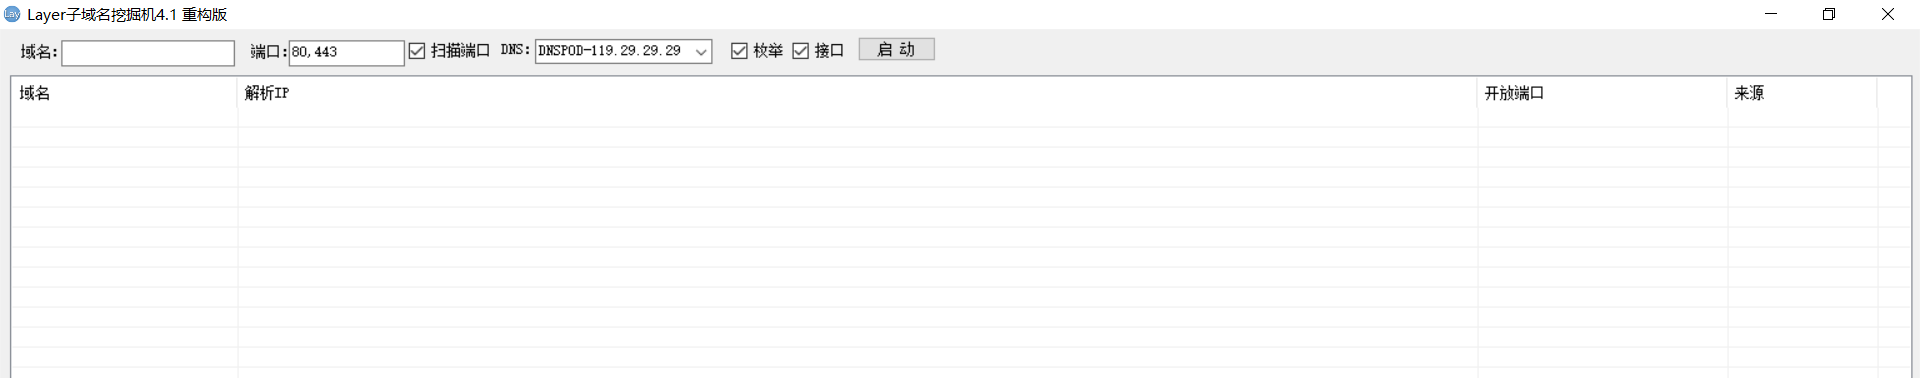 Lay Layer子域名挖掘机4.1 重构版
域名: 端口:80,443 扫描端口 DNS: DNSPOD-119.29.29.29 枚举 接口 启 动
域名 解析IP 开放端口 来源